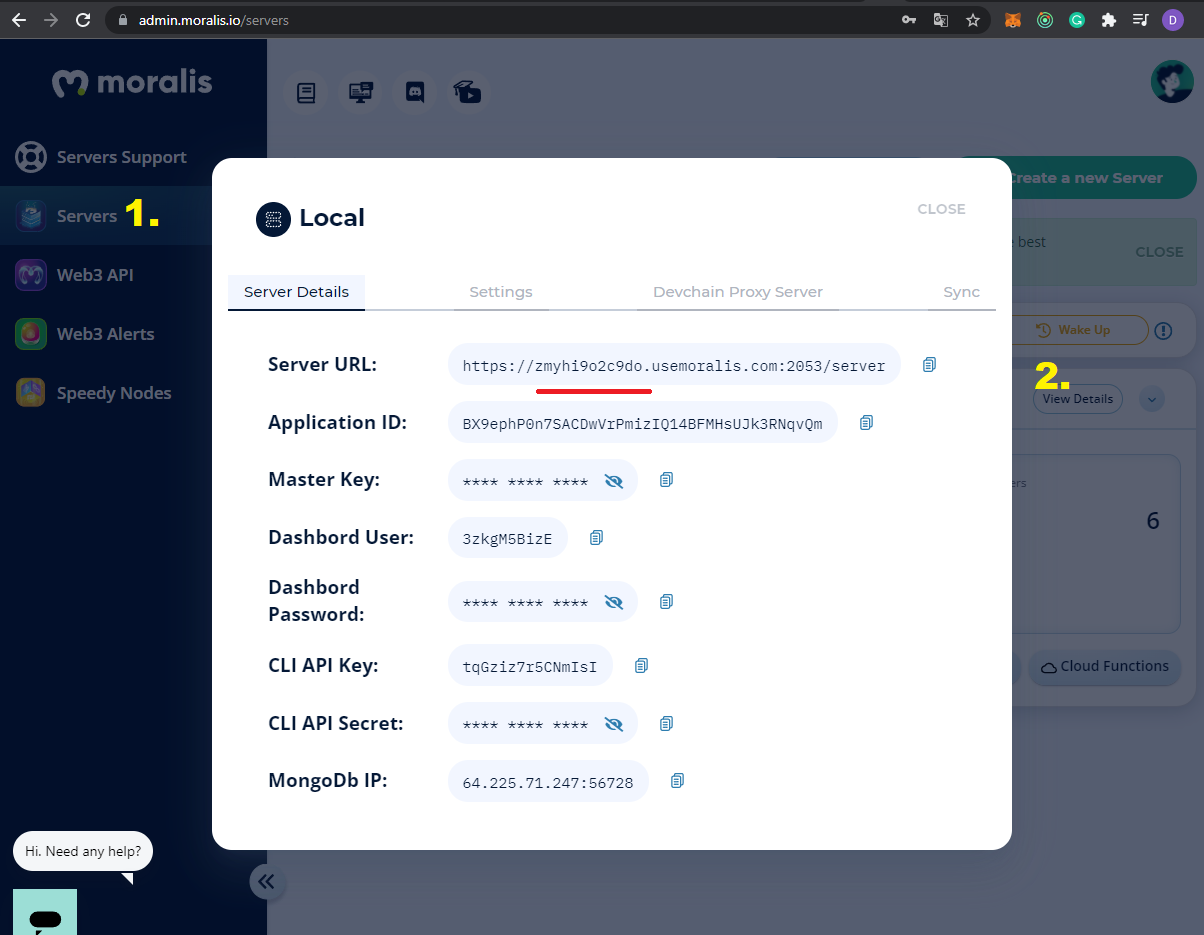 admin.moralis.io/servers
D
moralis
Servers Support
Servers 1.
Web3 API
Web3 Alerts
Speedy Nodes
Create a new Server
best
CLOSE
Wake Up
2.
View Details
ers
6
Cloud Functions
Local
CLOSE
Server Details
Settings
Devchain Proxy Server
Sync
Server URL: https://zmyhi9o2c9do.usemoralis.com:2053/server
Application ID: BX9ephP0n7SACDwVrPmizIQ14BFMHsUJk3RNqvQm
Master Key: **** **** ****
Dashbord User: 3zkgM5BizE
Dashbord
Password: **** **** ****
CLI API Key: tqGziz7r5CNmIsI
CLI API Secret: **** **** ****
MongoDb IP: 64.225.71.247:56728
Hi. Need any help?